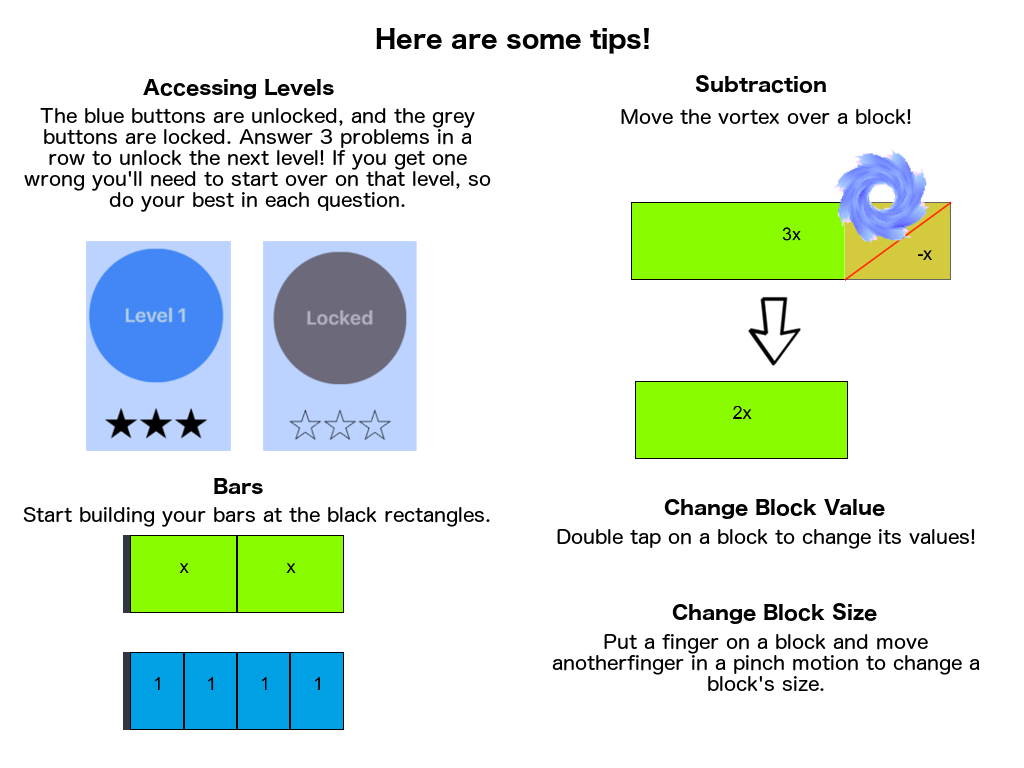 Here are some tips!
Accessing Levels
The blue buttons are unlocked, and the grey
buttons are locked. Answer 3 problems in a
row to unlock the next level! If you get one
wrong you'll need to start over on that level, so
do your best in each question.
Level 1
Locked
Bars
Start building your bars at the black rectangles.
x x
1 1 1 1
Subtraction
Move the vortex over a block!
3x
-x
2x
Change Block Value
Double tap on a block to change its values!
Change Block Size
Put a finger on a block and move
anotherfinger in a pinch motion to change a
block's size.